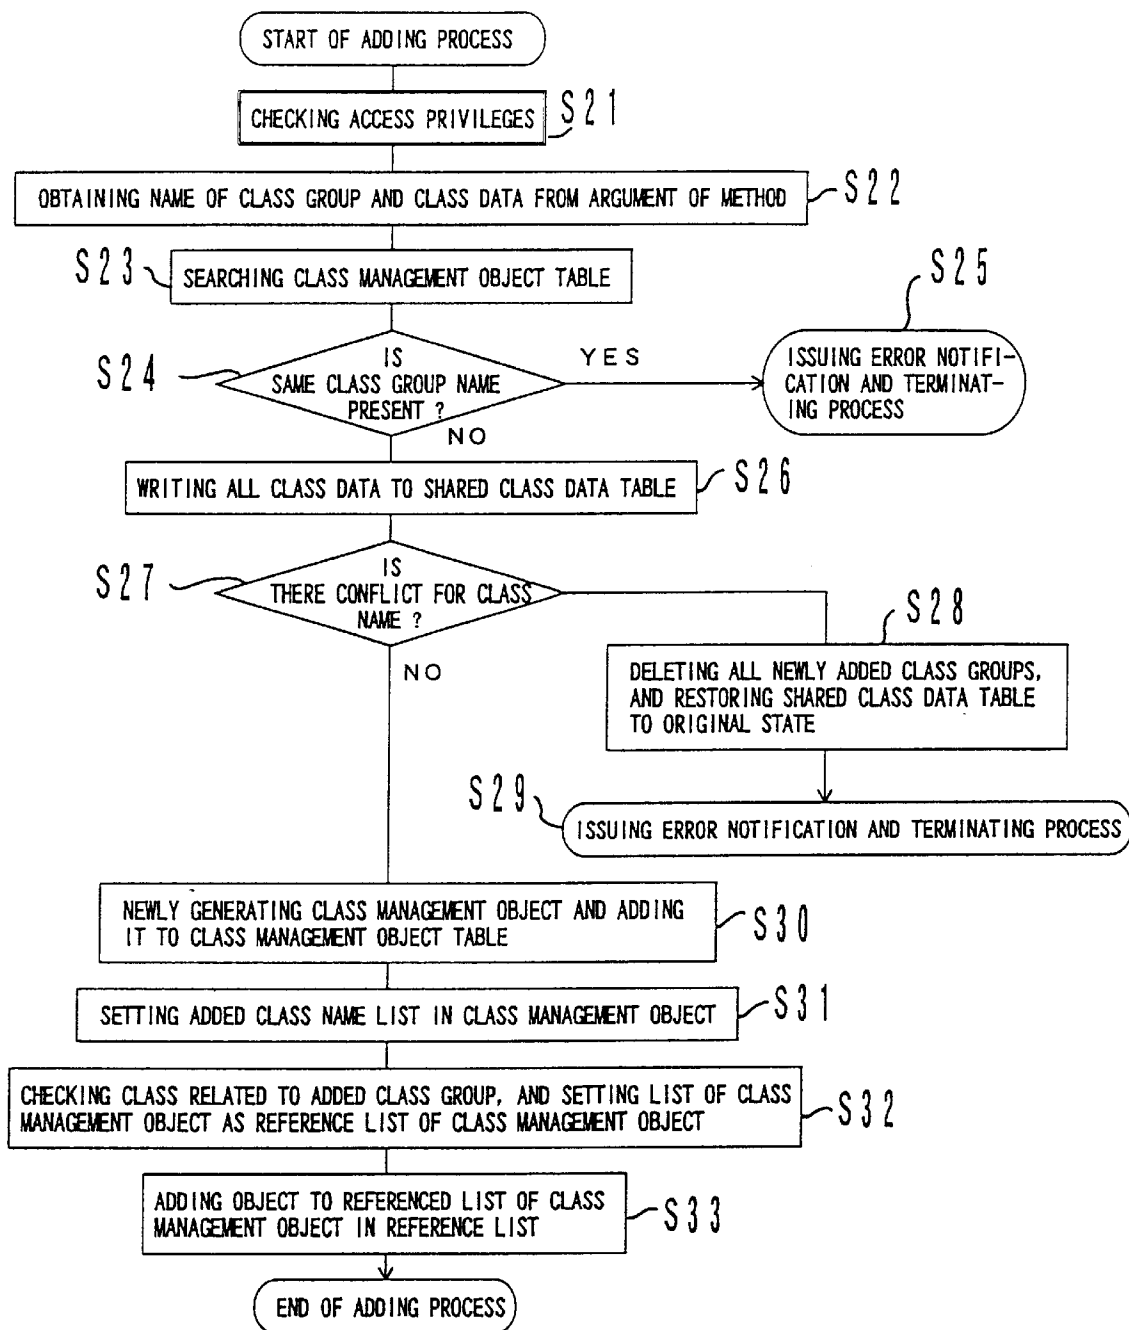 START OF ADDING PROCESS
CHECKING ACCESS PRIVILEGES
S21
OBTAINING NAME OF CLASS GROUP AND CLASS DATA FROM ARGUMENT OF METHOD
S22
S23
SEARCHING CLASS MANAGEMENT OBJECT TABLE
S24
IS
SAME CLASS GROUP NAME
PRESENT ?
YES
NO
S25
ISSUING ERROR NOTIFI-
CATION AND TERMINAT-
ING PROCESS
WRITING ALL CLASS DATA TO SHARED CLASS DATA TABLE
S26
S27
IS
THERE CONFLICT FOR CLASS
NAME ?
NO
S28
DELETING ALL NEWLY ADDED CLASS GROUPS,
AND RESTORING SHARED CLASS DATA TABLE
TO ORIGINAL STATE
S29
ISSUING ERROR NOTIFICATION AND TERMINATING PROCESS
NEWLY GENERATING CLASS MANAGEMENT OBJECT AND ADDING
IT TO CLASS MANAGEMENT OBJECT TABLE
S30
SETTING ADDED CLASS NAME LIST IN CLASS MANAGEMENT OBJECT
S31
CHECKING CLASS RELATED TO ADDED CLASS GROUP, AND SETTING LIST OF CLASS
MANAGEMENT OBJECT AS REFERENCE LIST OF CLASS MANAGEMENT OBJECT
S32
ADDING OBJECT TO REFERENCED LIST OF CLASS
MANAGEMENT OBJECT IN REFERENCE LIST
S33
END OF ADDING PROCESS